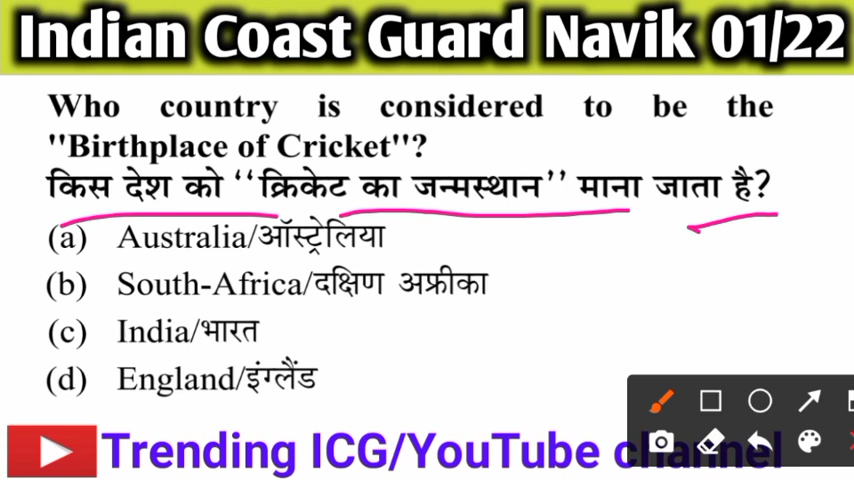 Indian Coast Guard Navik 01/22
Who country is considered to be the
"Birthplace of Cricket"?
किस देश को ‘‘क्रिकेट का जन्मस्थान’’ माना जाता है?
(a) Australia/ऑस्ट्रेलिया
(b) South-Africa/दक्षिण अफ्रीका
(c) India/भारत
(d) England/इंग्लैंड
Trending ICG/YouTube channel